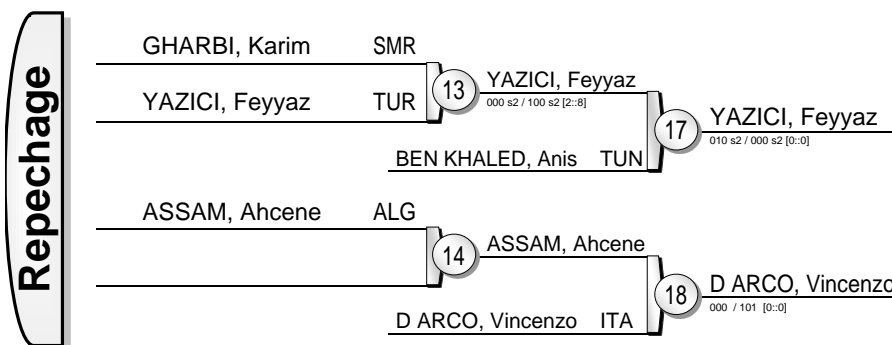 Repechage
GHARBI, Karim SMR
YAZICI, Feyyaz TUR
13
YAZICI, Feyyaz
000 s2 / 100 s2 [2::8]
BEN KHALED, Anis TUN
17
YAZICI, Feyyaz
010 s2 / 000 s2 [0::0]
ASSAM, Ahcene ALG
14
ASSAM, Ahcene
D ARCO, Vincenzo ITA
18
D ARCO, Vincenzo
000 / 101 [0::0]